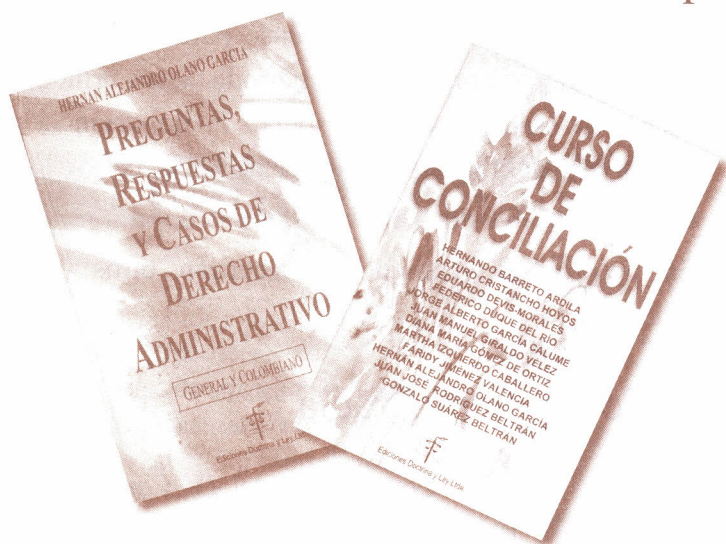 HERNAN ALEJANDRO OLANO GARCIA
PREGUNTAS,
RESPUESTAS
Y CASOS DE
DERECHO
ADMINISTRATIVO
GENERAL Y COLOMBIANO
Ediciones Doctrina y Ley Ltda.
CURSO
DE
CONCILIACIÓN
HERNANDO BARRETO ARDILA
ARTURO CRISTANCHO HOYOS
EDUARDO DEVIS-MORALES
FEDERICO DUQUE DEL RIO
JORGE ALBERTO GARCÍA CALUME
JUAN MANUEL GIRALDO VELEZ
DIANA MARÍA GÓMEZ DE ORTIZ
MARTHA IZQUIERDO CABALLERO
FARIDY JIMÉNEZ VALENCIA
HERNÁN ALEJANDRO OLANO GARCÍA
JUAN JOSÉ RODRÍGUEZ BELTRÁN
GONZALO SUÁREZ BELTRÁN
Ediciones Doctrina y Ley Ltda.